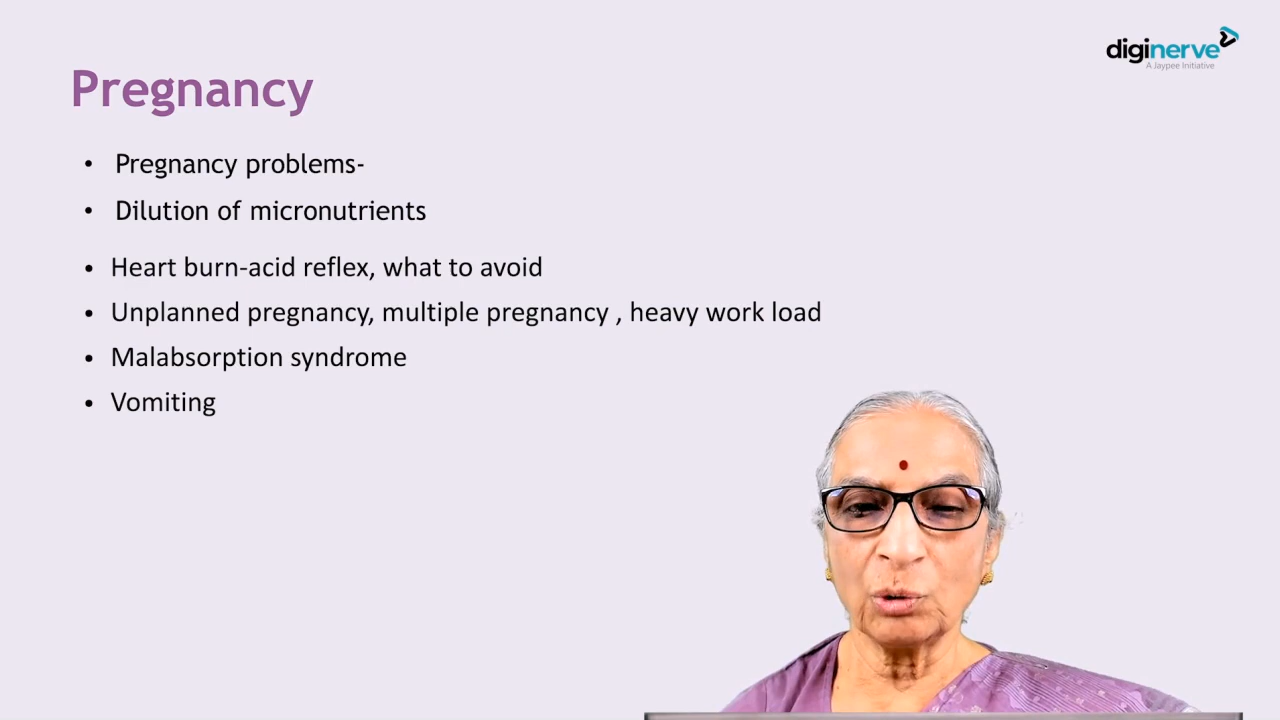 diginerve
A Jaypee Initiative
Pregnancy
• Pregnancy problems-
• Dilution of micronutrients
• Heart burn-acid reflex, what to avoid
• Unplanned pregnancy, multiple pregnancy , heavy work load
• Malabsorption syndrome
• Vomiting